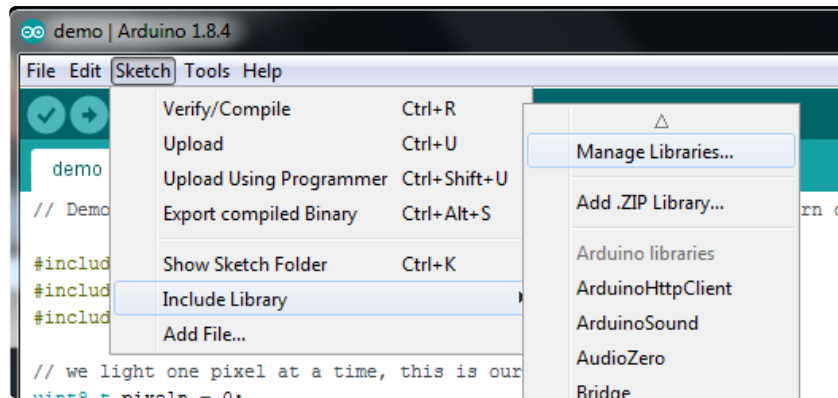 demo | Arduino 1.8.4
File Edit Sketch Tools Help
Verify/Compile Ctrl+R
Upload Ctrl+U
Upload Using Programmer Ctrl+Shift+U
Export compiled Binary Ctrl+Alt+S
Show Sketch Folder Ctrl+K
Include Library
Add File...
Manage Libraries...
Add .ZIP Library...
Arduino libraries
ArduinoHttpClient
ArduinoSound
AudioZero
Bridge
demo
// Demo
#includ
#includ
#includ
// we light one pixel at a time, this is our